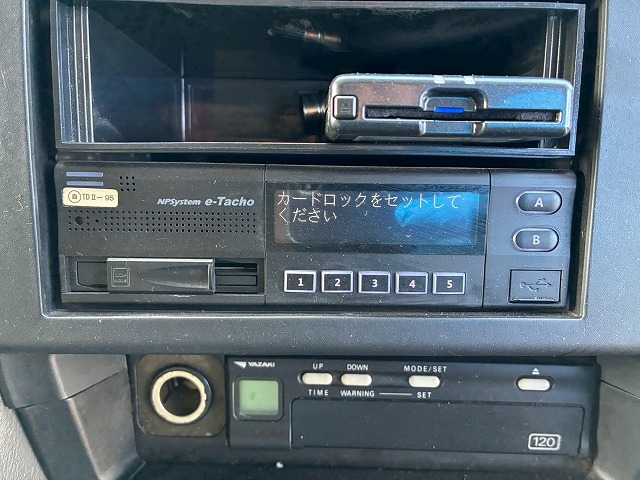 TDⅡ-95
NPSystem e-Tacho
カードロックをセットして
ください
A
B
1 2 3 4 5
YAZAKI
UP DOWN MODE/SET
TIME WARNING SET
120